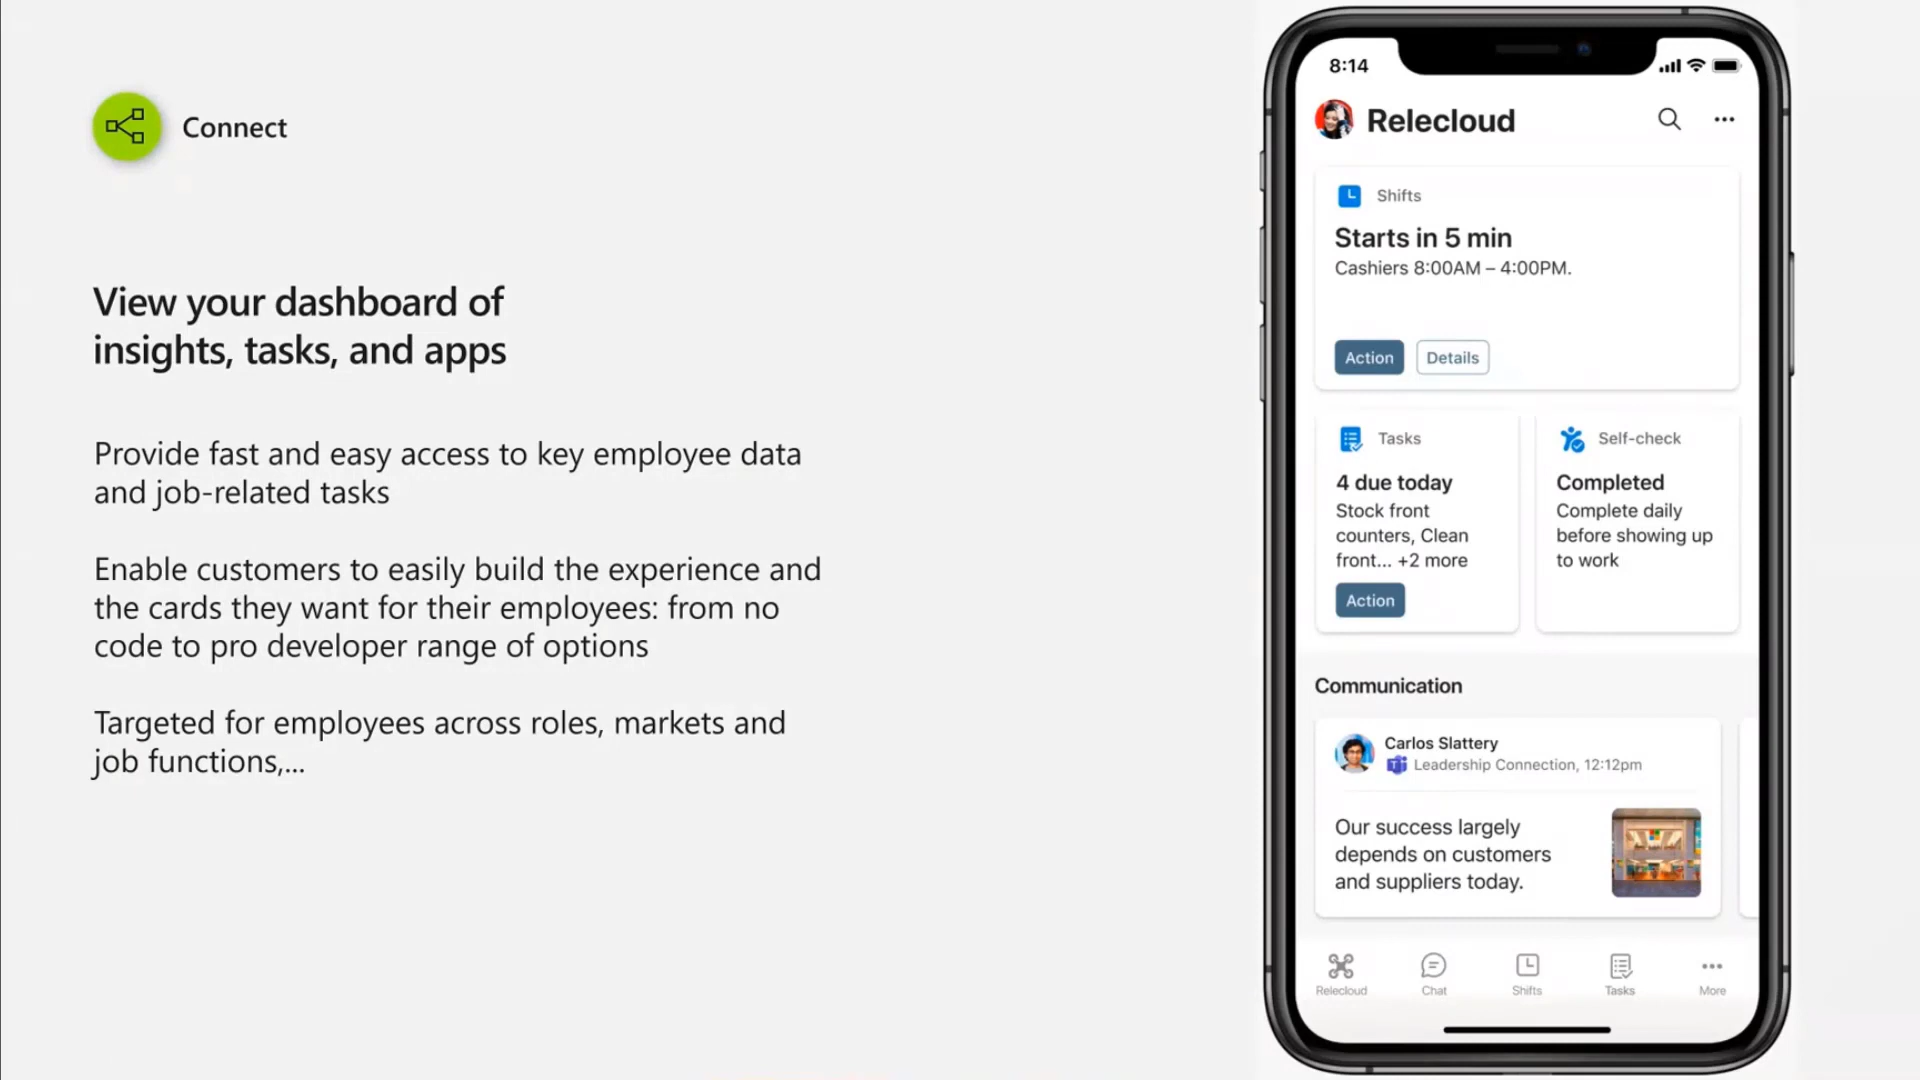 Connect
View your dashboard of
insights, tasks, and apps
Provide fast and easy access to key employee data
and job-related tasks
Enable customers to easily build the experience and
the cards they want for their employees: from no
code to pro developer range of options
Targeted for employees across roles, markets and
job functions,...
8:14
Relecloud
Shifts
Starts in 5 min
Cashiers 8:00AM – 4:00PM.
Action Details
Tasks
4 due today
Stock front
counters, Clean
front... +2 more
Action
Self-check
Completed
Complete daily
before showing up
to work
Communication
Carlos Slattery
Leadership Connection, 12:12pm
Our success largely
depends on customers
and suppliers today.
Relecloud Chat Shifts Tasks More